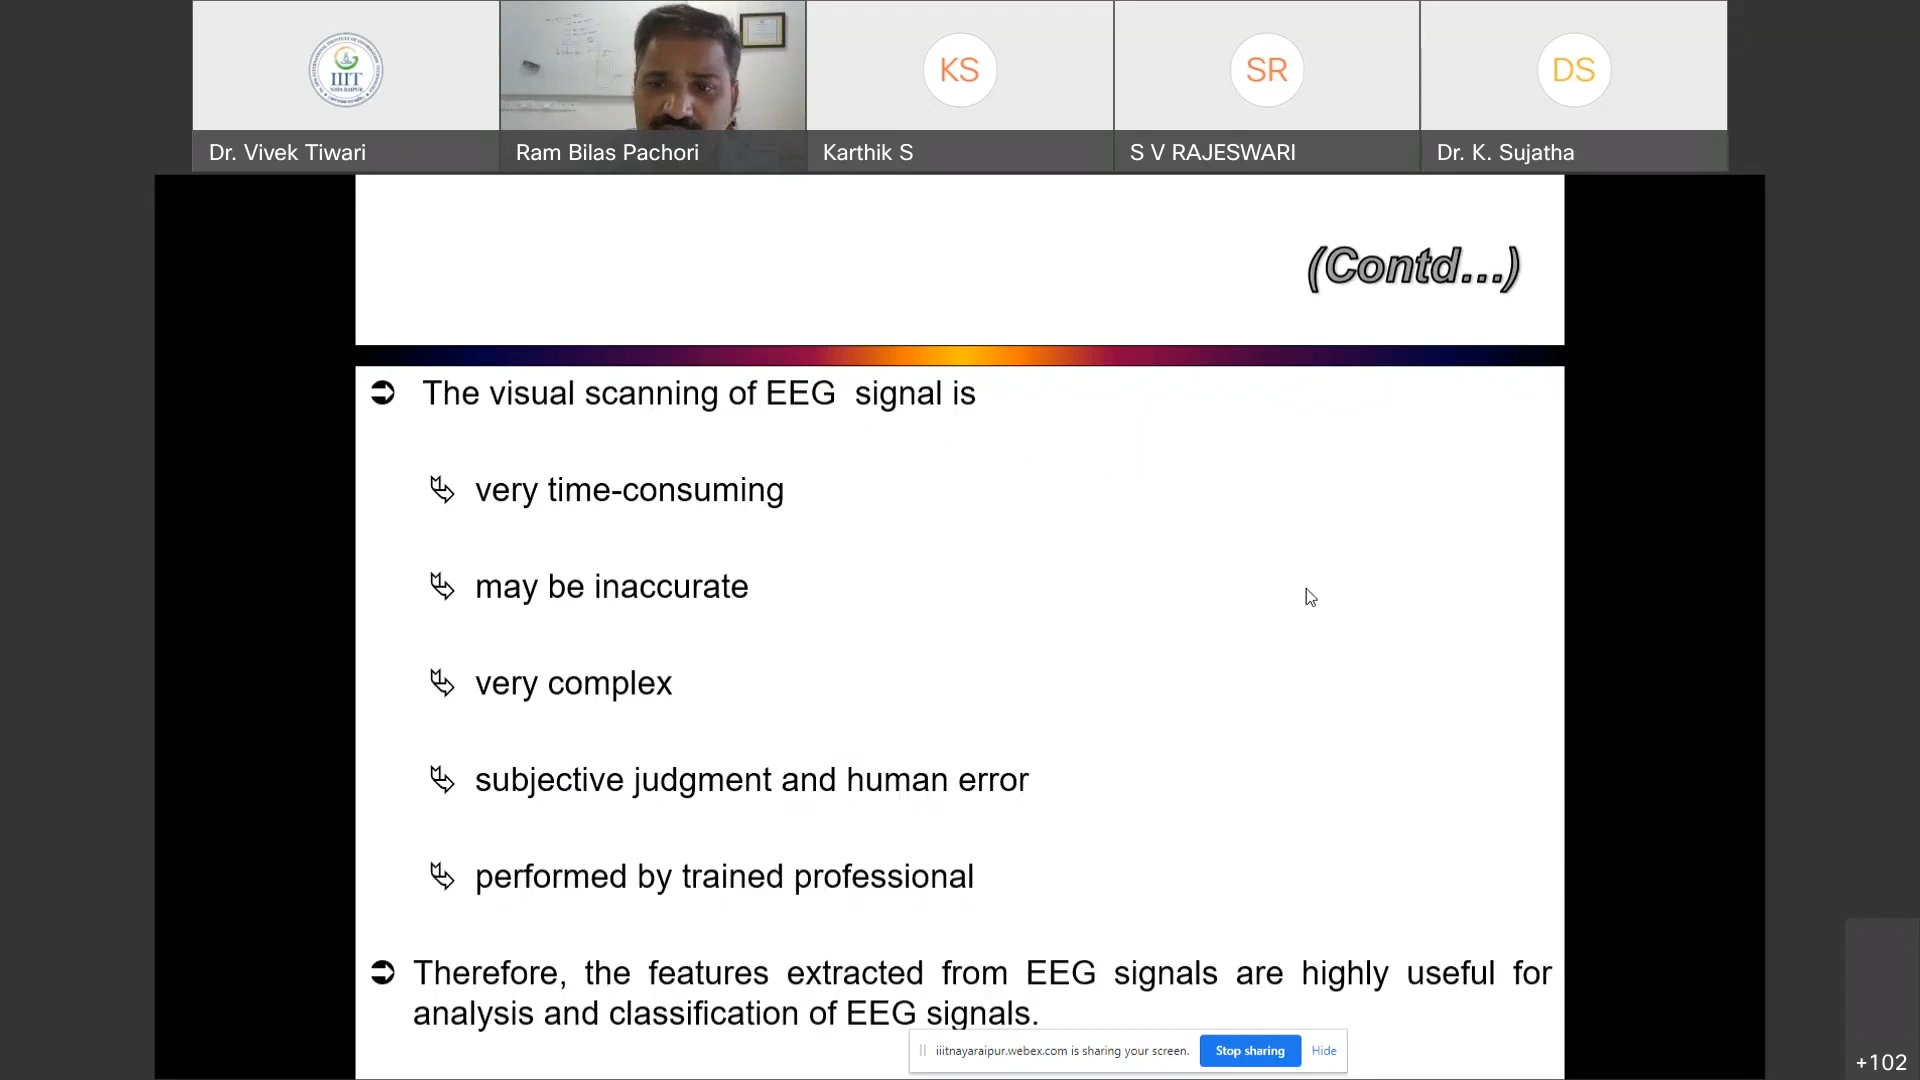 IIIT
NAYA RAIPUR
KS
SR
DS
Dr. Vivek Tiwari
Ram Bilas Pachori
Karthik S
S V RAJESWARI
Dr. K. Sujatha
(Contd...)
The visual scanning of EEG signal is
very time-consuming
may be inaccurate
very complex
subjective judgment and human error
performed by trained professional
Therefore, the features extracted from EEG signals are highly useful for
analysis and classification of EEG signals.
iiitnayaraipur.webex.com is sharing your screen.
Stop sharing
Hide
+102